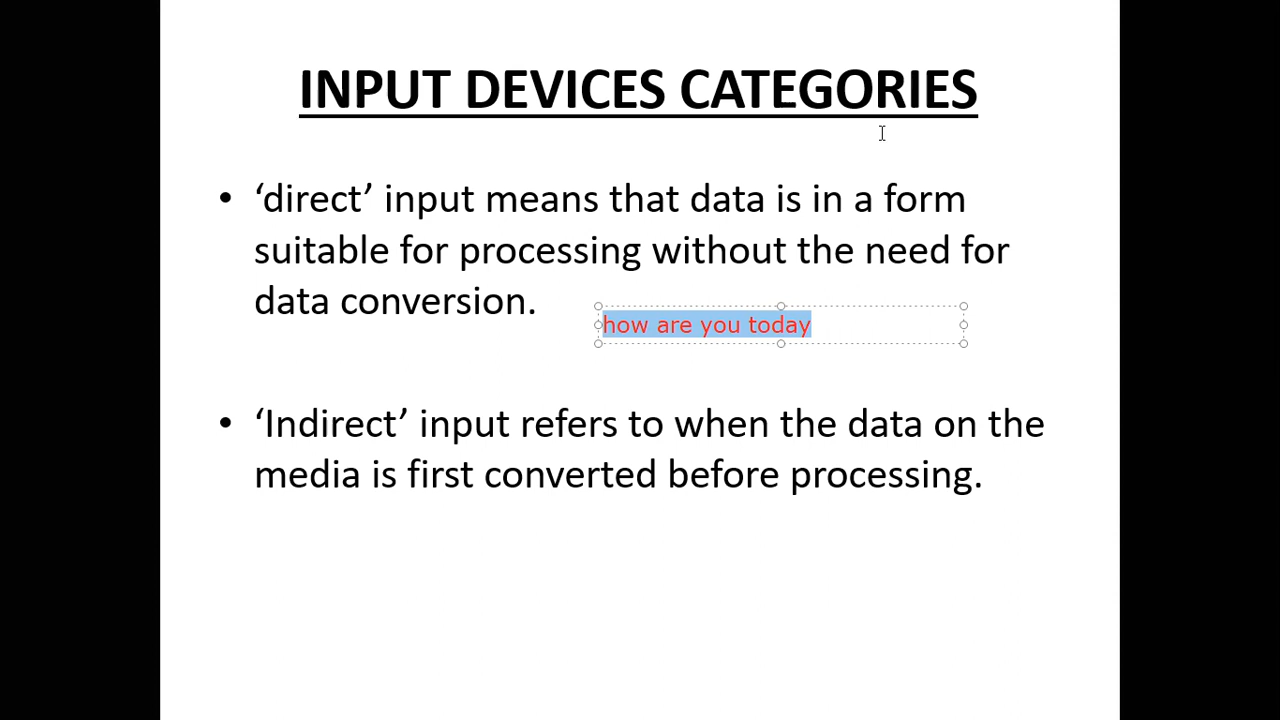 INPUT DEVICES CATEGORIES
• ‘direct’ input means that data is in a form
suitable for processing without the need for
data conversion.
how are you today
• ‘Indirect’ input refers to when the data on the
media is first converted before processing.